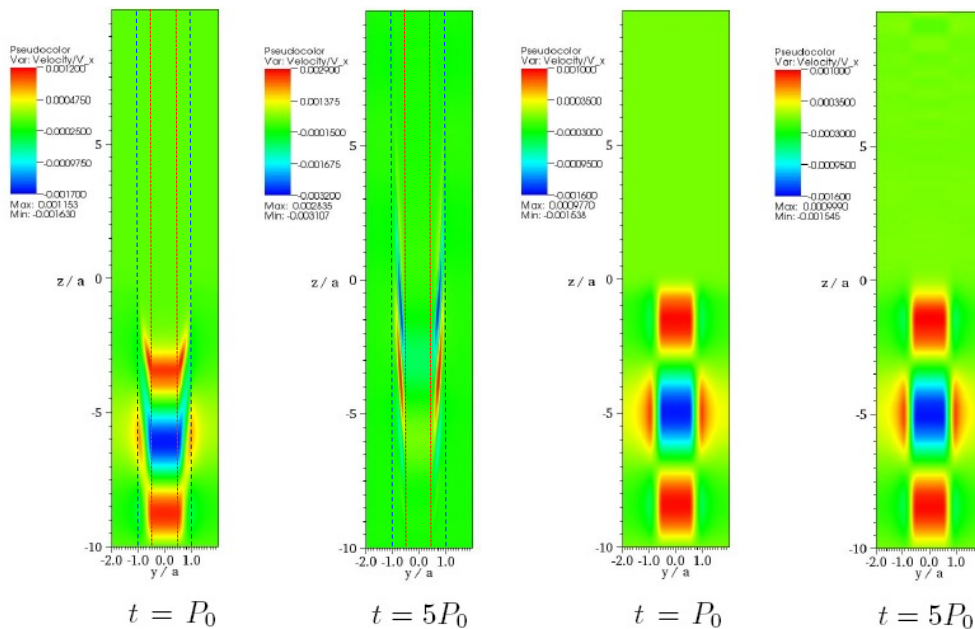 Pseudocolor
Var: Velocity/V_x
0.001200
0.0004750
-0.0002500
-0.0009750
-0.001700
Max: 0.001153
Min: -0.001630
5
0
-5
-10
z / a
-2.0 -1.0 0.0 1.0
y / a
t = P₀
Pseudocolor
Var: Velocity/V_x
0.002900
0.001375
-0.0001500
-0.001675
-0.003200
Max: 0.002835
Min: -0.003107
5
0
-5
-10
z / a
-2.0 -1.0 0.0 1.0
y / a
t = 5P₀
Pseudocolor
Var: Velocity/V_x
0.001000
0.0003500
-0.0003000
-0.0009500
-0.001600
Max: 0.0009770
Min: -0.001538
5
0
-5
-10
z / a
-2.0 -1.0 0.0 1.0
y / a
t = P₀
Pseudocolor
Var: Velocity/V_x
0.001000
0.0003500
-0.0003000
-0.0009500
-0.001600
Max: 0.0009990
Min: -0.001545
5
0
-5
-10
z / a
-2.0 -1.0 0.0 1.0
y / a
t = 5P₀